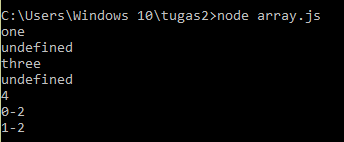 C:\Users\Windows 10\tugas2>node array.js
one
undefined
three
undefined
4
0-2
1-2